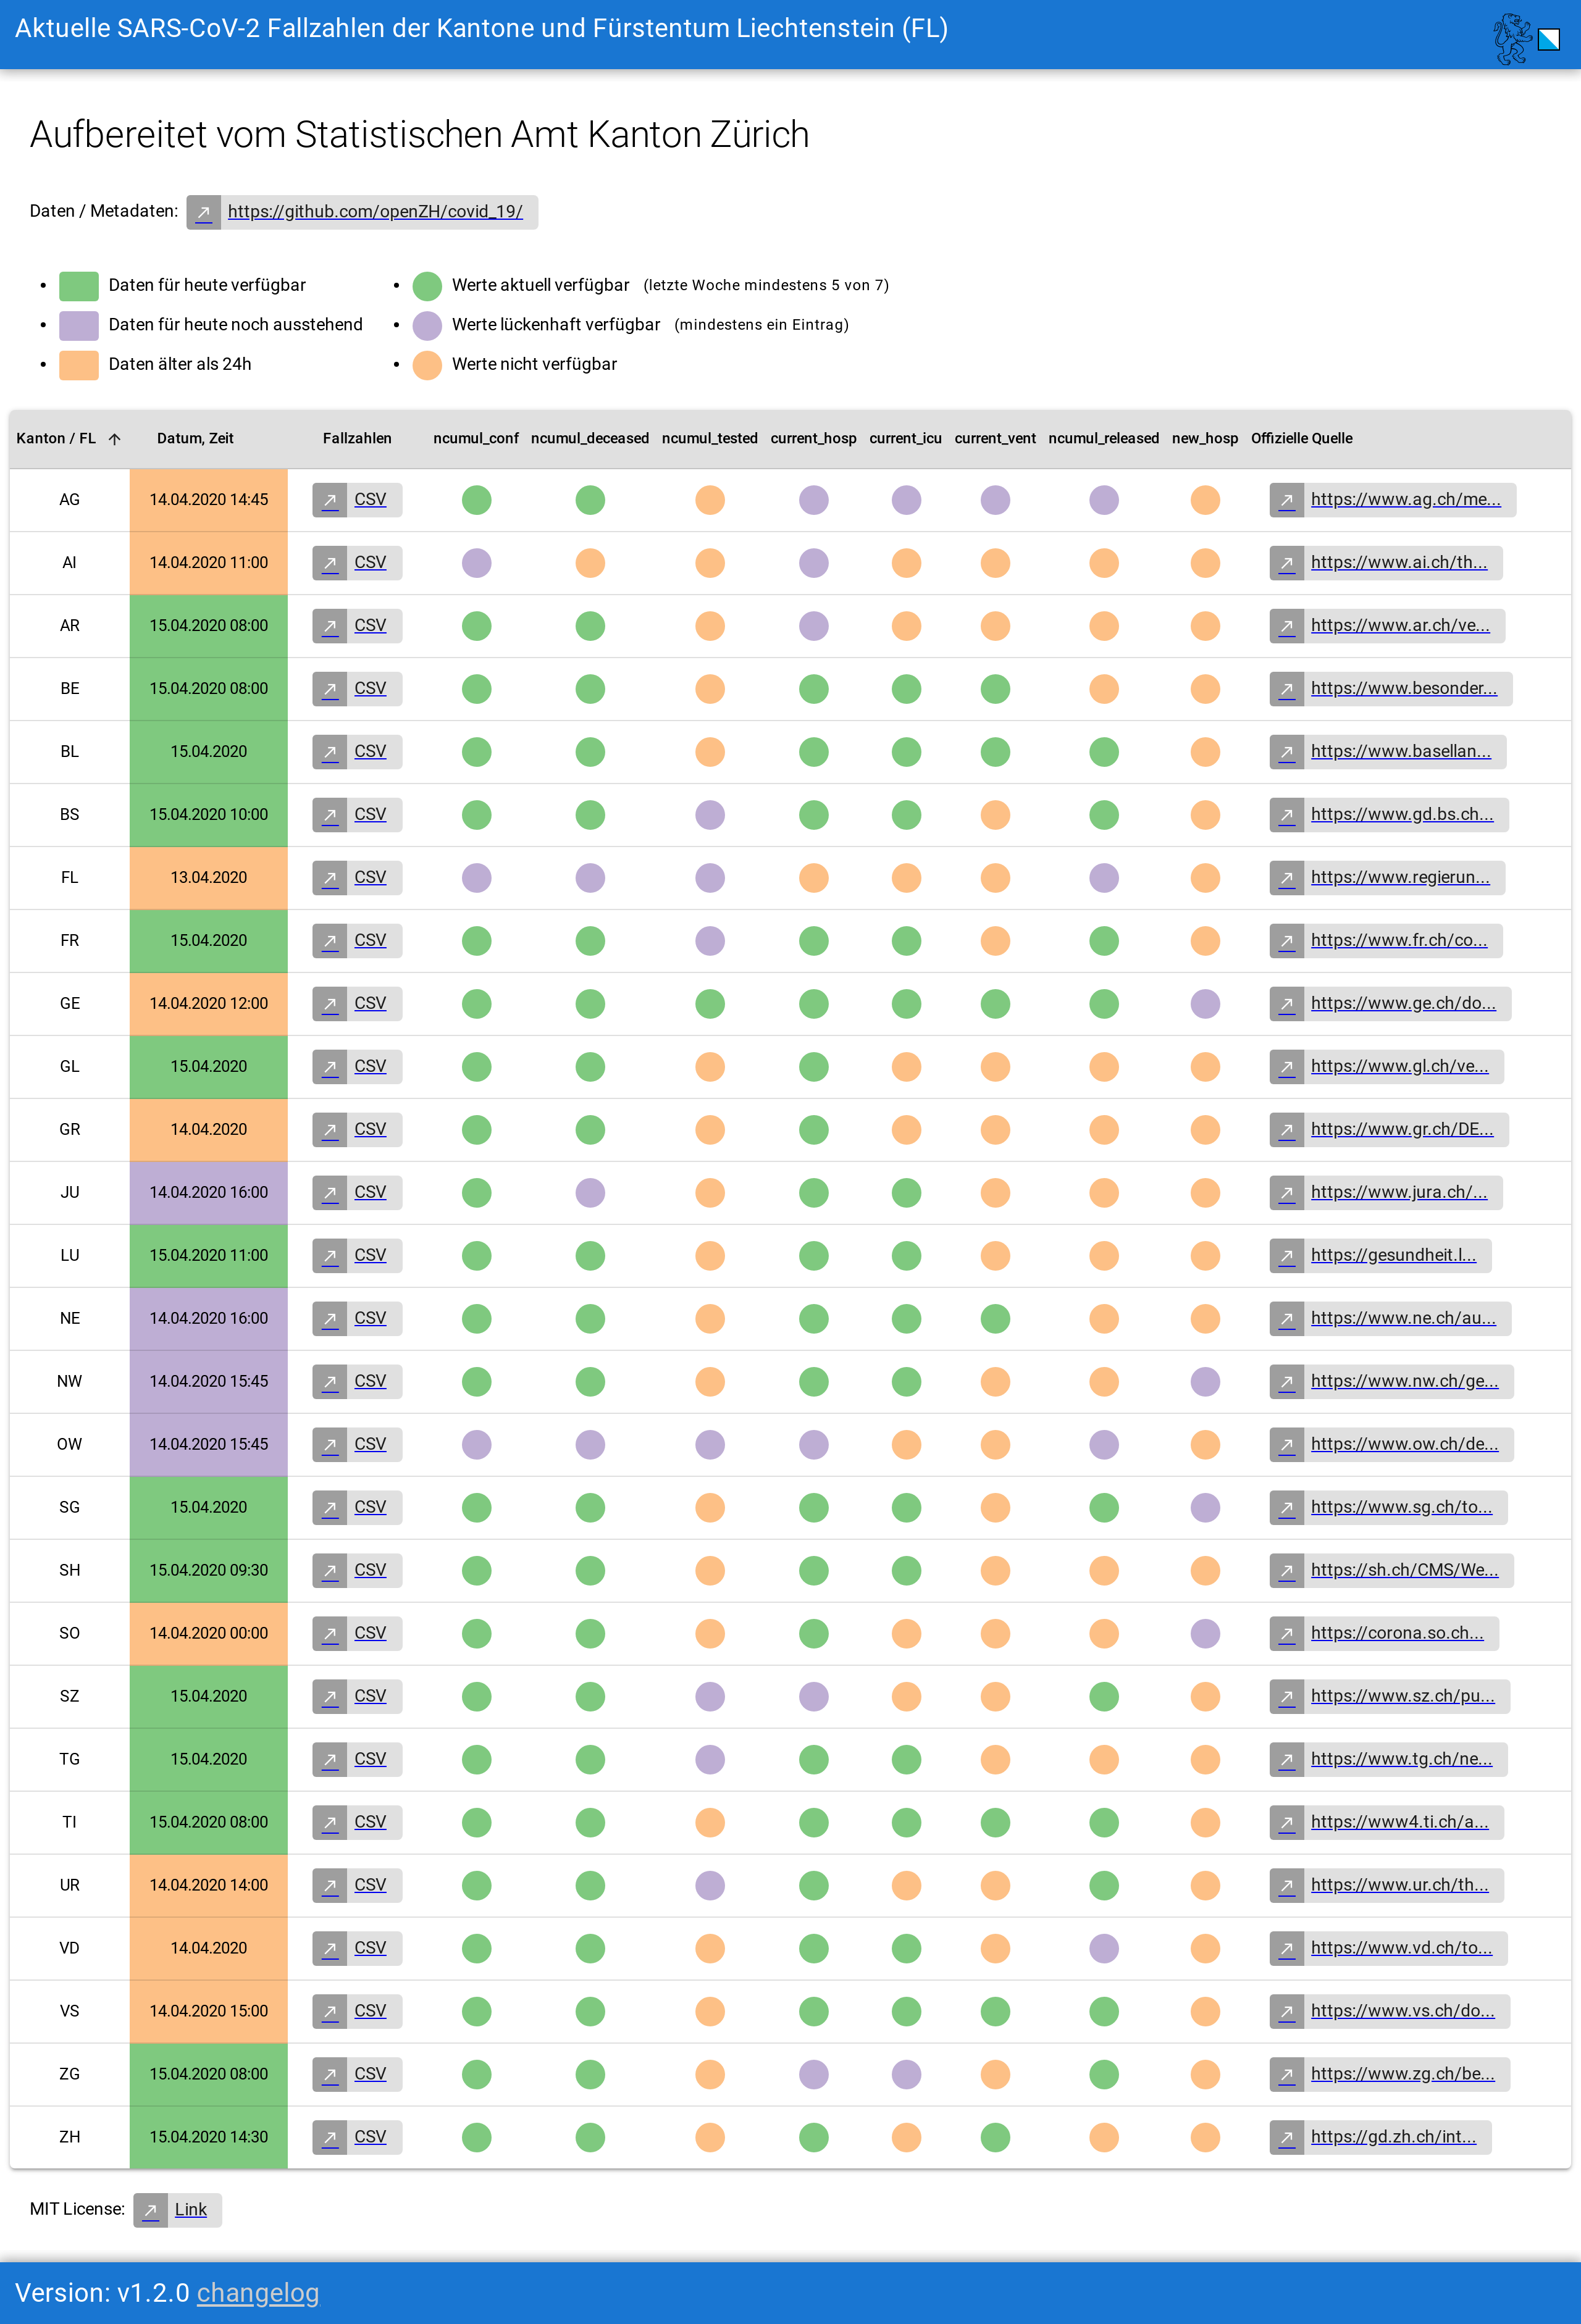 Aktuelle SARS-CoV-2 Fallzahlen der Kantone und Fürstentum Liechtenstein (FL)
Aufbereitet vom Statistischen Amt Kanton Zürich
Daten / Metadaten: https://github.com/openZH/covid_19/
Daten für heute verfügbar
Daten für heute noch ausstehend
Daten älter als 24h
Werte aktuell verfügbar (letzte Woche mindestens 5 von 7)
Werte lückenhaft verfügbar (mindestens ein Eintrag)
Werte nicht verfügbar
Kanton / FL Datum, Zeit Fallzahlen ncumul_conf ncumul_deceased ncumul_tested current_hosp current_icu current_vent ncumul_released new_hosp Offizielle Quelle
AG 14.04.2020 14:45 CSV https://www.ag.ch/me...
AI 14.04.2020 11:00 CSV https://www.ai.ch/th...
AR 15.04.2020 08:00 CSV https://www.ar.ch/ve...
BE 15.04.2020 08:00 CSV https://www.besonder...
BL 15.04.2020 CSV https://www.basellan...
BS 15.04.2020 10:00 CSV https://www.gd.bs.ch...
FL 13.04.2020 CSV https://www.regierun...
FR 15.04.2020 CSV https://www.fr.ch/co...
GE 14.04.2020 12:00 CSV https://www.ge.ch/do...
GL 15.04.2020 CSV https://www.gl.ch/ve...
GR 14.04.2020 CSV https://www.gr.ch/DE...
JU 14.04.2020 16:00 CSV https://www.jura.ch/...
LU 15.04.2020 11:00 CSV https://gesundheit.l...
NE 14.04.2020 16:00 CSV https://www.ne.ch/au...
NW 14.04.2020 15:45 CSV https://www.nw.ch/ge...
OW 14.04.2020 15:45 CSV https://www.ow.ch/de...
SG 15.04.2020 CSV https://www.sg.ch/to...
SH 15.04.2020 09:30 CSV https://sh.ch/CMS/We...
SO 14.04.2020 00:00 CSV https://corona.so.ch...
SZ 15.04.2020 CSV https://www.sz.ch/pu...
TG 15.04.2020 CSV https://www.tg.ch/ne...
TI 15.04.2020 08:00 CSV https://www4.ti.ch/a...
UR 14.04.2020 14:00 CSV https://www.ur.ch/th...
VD 14.04.2020 CSV https://www.vd.ch/to...
VS 14.04.2020 15:00 CSV https://www.vs.ch/do...
ZG 15.04.2020 08:00 CSV https://www.zg.ch/be...
ZH 15.04.2020 14:30 CSV https://gd.zh.ch/int...
MIT License: Link
Version: v1.2.0 changelog